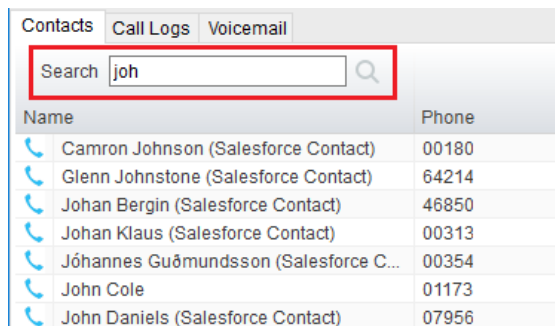 Contacts Call Logs Voicemail
Search joh
Name Phone
Camron Johnson (Salesforce Contact) 00180
Glenn Johnstone (Salesforce Contact) 64214
Johan Bergin (Salesforce Contact) 46850
Johan Klaus (Salesforce Contact) 00313
Jóhannes Guðmundsson (Salesforce C... 00354
John Cole 01173
John Daniels (Salesforce Contact) 07956